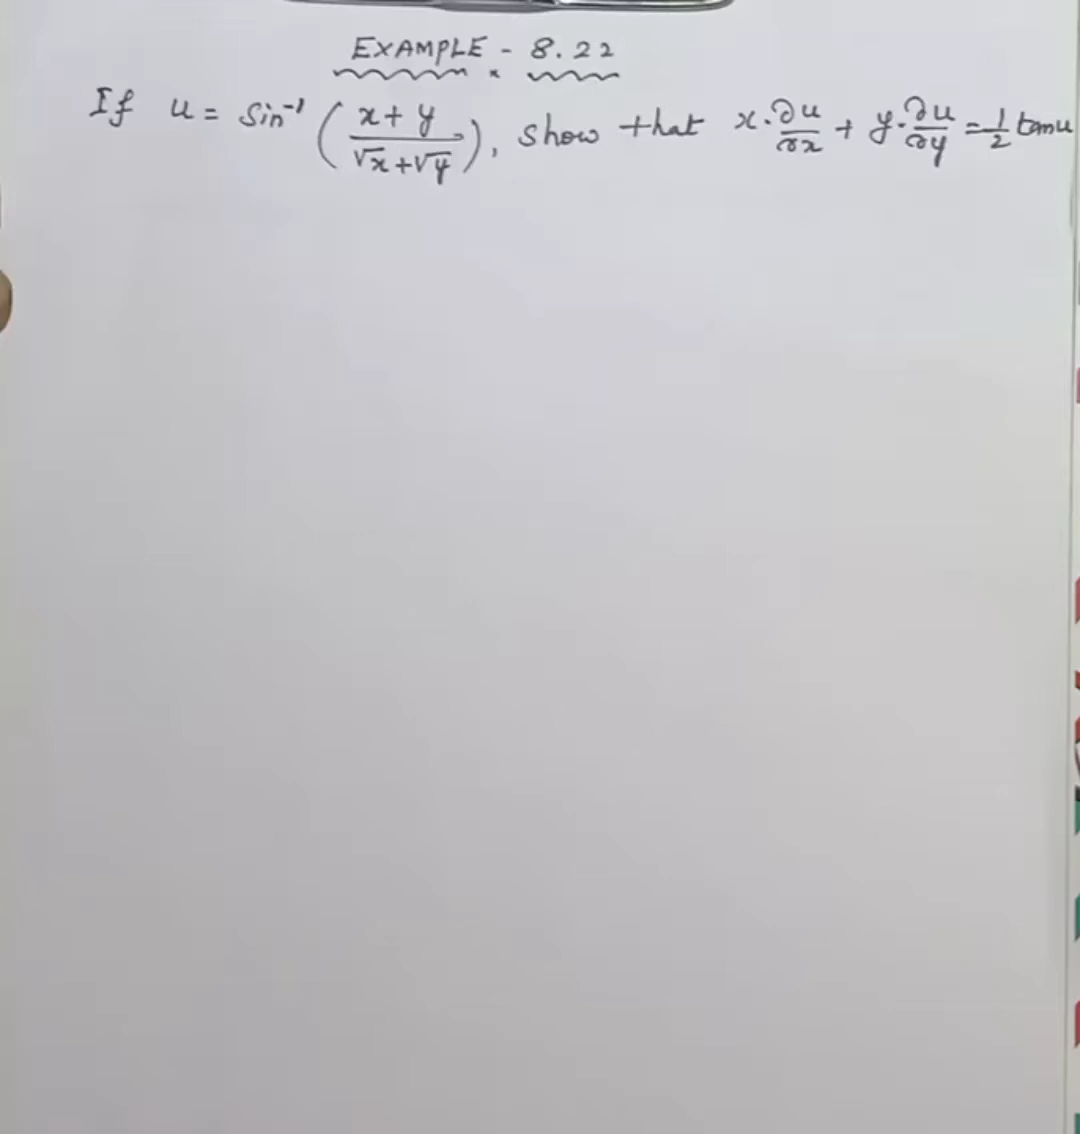 EXAMPLE - 8.22
If u = Sin⁻¹ (x+y / √x+√y), show that x.∂u/∂x + y.∂u/∂y = 1/2 tanu